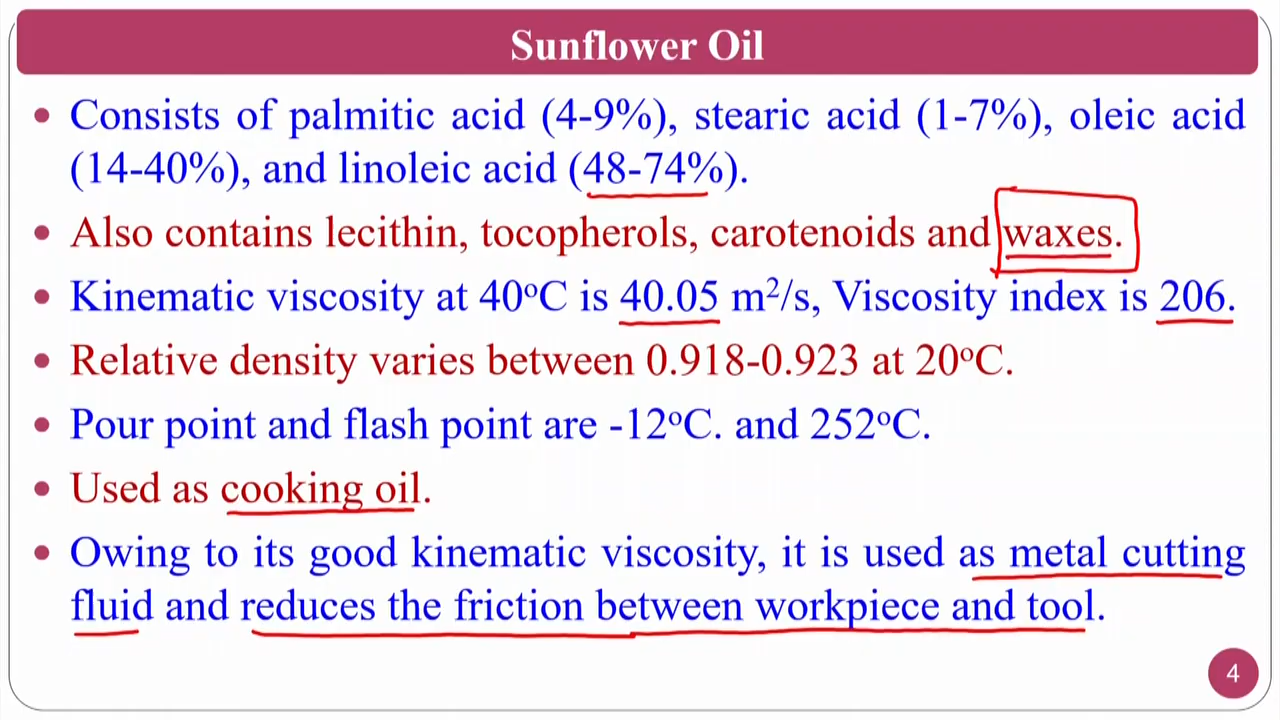 Sunflower Oil
• Consists of palmitic acid (4-9%), stearic acid (1-7%), oleic acid
(14-40%), and linoleic acid (48-74%).
• Also contains lecithin, tocopherols, carotenoids and waxes.
• Kinematic viscosity at 40ᵒC is 40.05 m²/s, Viscosity index is 206.
• Relative density varies between 0.918-0.923 at 20ᵒC.
• Pour point and flash point are -12ᵒC. and 252ᵒC.
• Used as cooking oil.
• Owing to its good kinematic viscosity, it is used as metal cutting
fluid and reduces the friction between workpiece and tool.
4